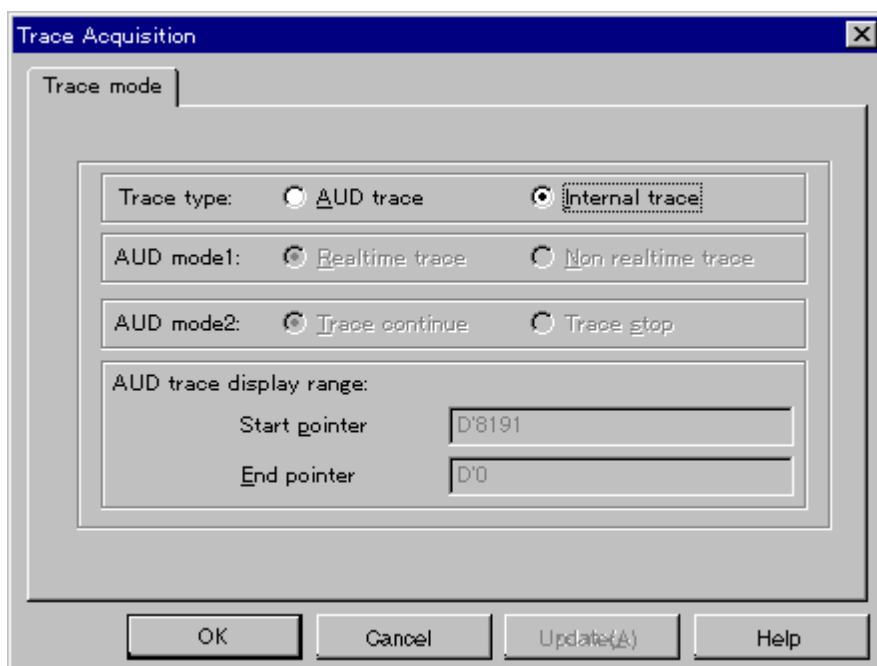 Trace Acquisition
Trace mode
Trace type: AUD trace Internal trace
AUD mode1: Realtime trace Non realtime trace
AUD mode2: Trace continue Trace stop
AUD trace display range:
Start pointer D'8191
End pointer D'0
OK Cancel Update(A) Help